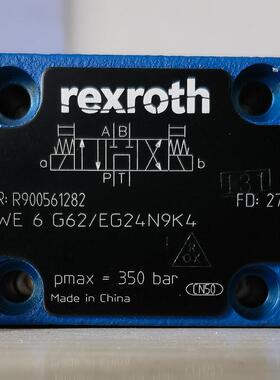 rexroth
A B
a b
P T
R: R900561282
131
FD: 27
WE 6 G62/EG24N9K4
pmax = 350 bar
CN50
Made in China